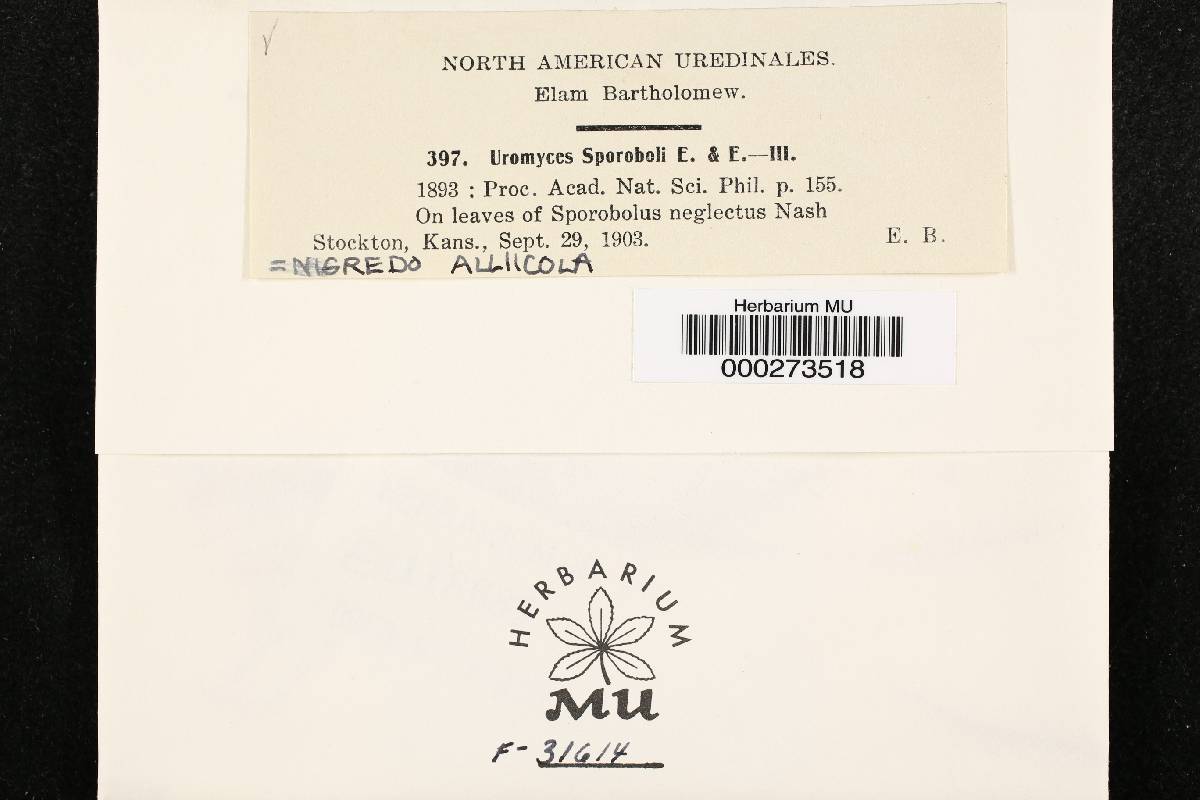 NORTH AMERICAN UREDINALES.
Elam Bartholomew.
397. Uromyces Sporoboli E. & E.—III.
1893 : Proc. Acad. Nat. Sci. Phil. p. 155.
On leaves of Sporobolus neglectus Nash
Stockton, Kans., Sept. 29, 1903. E. B.
=NIGREDO ALLIICOLA
Herbarium MU
000273518
HERBARIUM
MU
F-31614